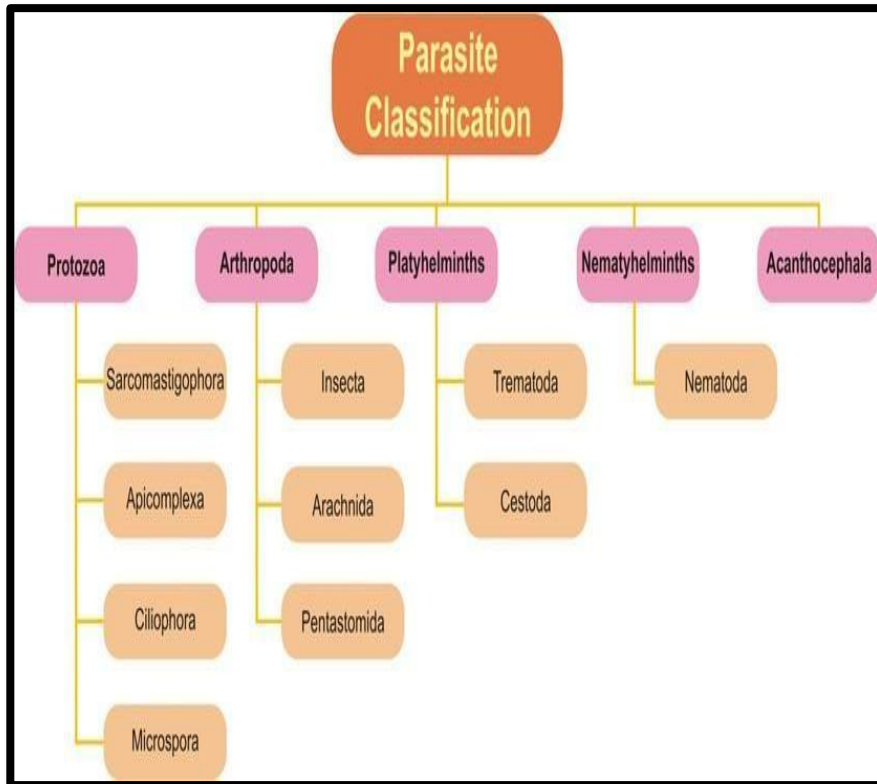 Parasite
Classification
Protozoa
Arthropoda
Platyhelminths
Nematyhelminths
Acanthocephala
Sarcomastigophora
Insecta
Trematoda
Nematoda
Apicomplexa
Arachnida
Cestoda
Ciliophora
Pentastomida
Microspora